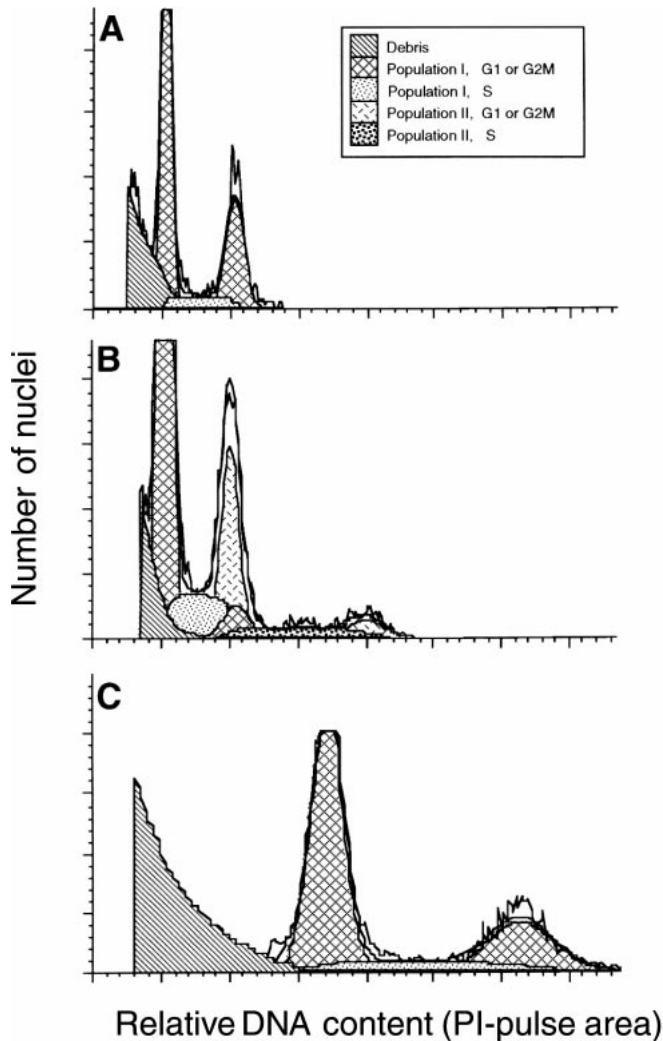 A
Debris
Population I, G1 or G2M
Population I, S
Population II, G1 or G2M
Population II, S
B
Number of nuclei
C
Relative DNA content (PI-pulse area)